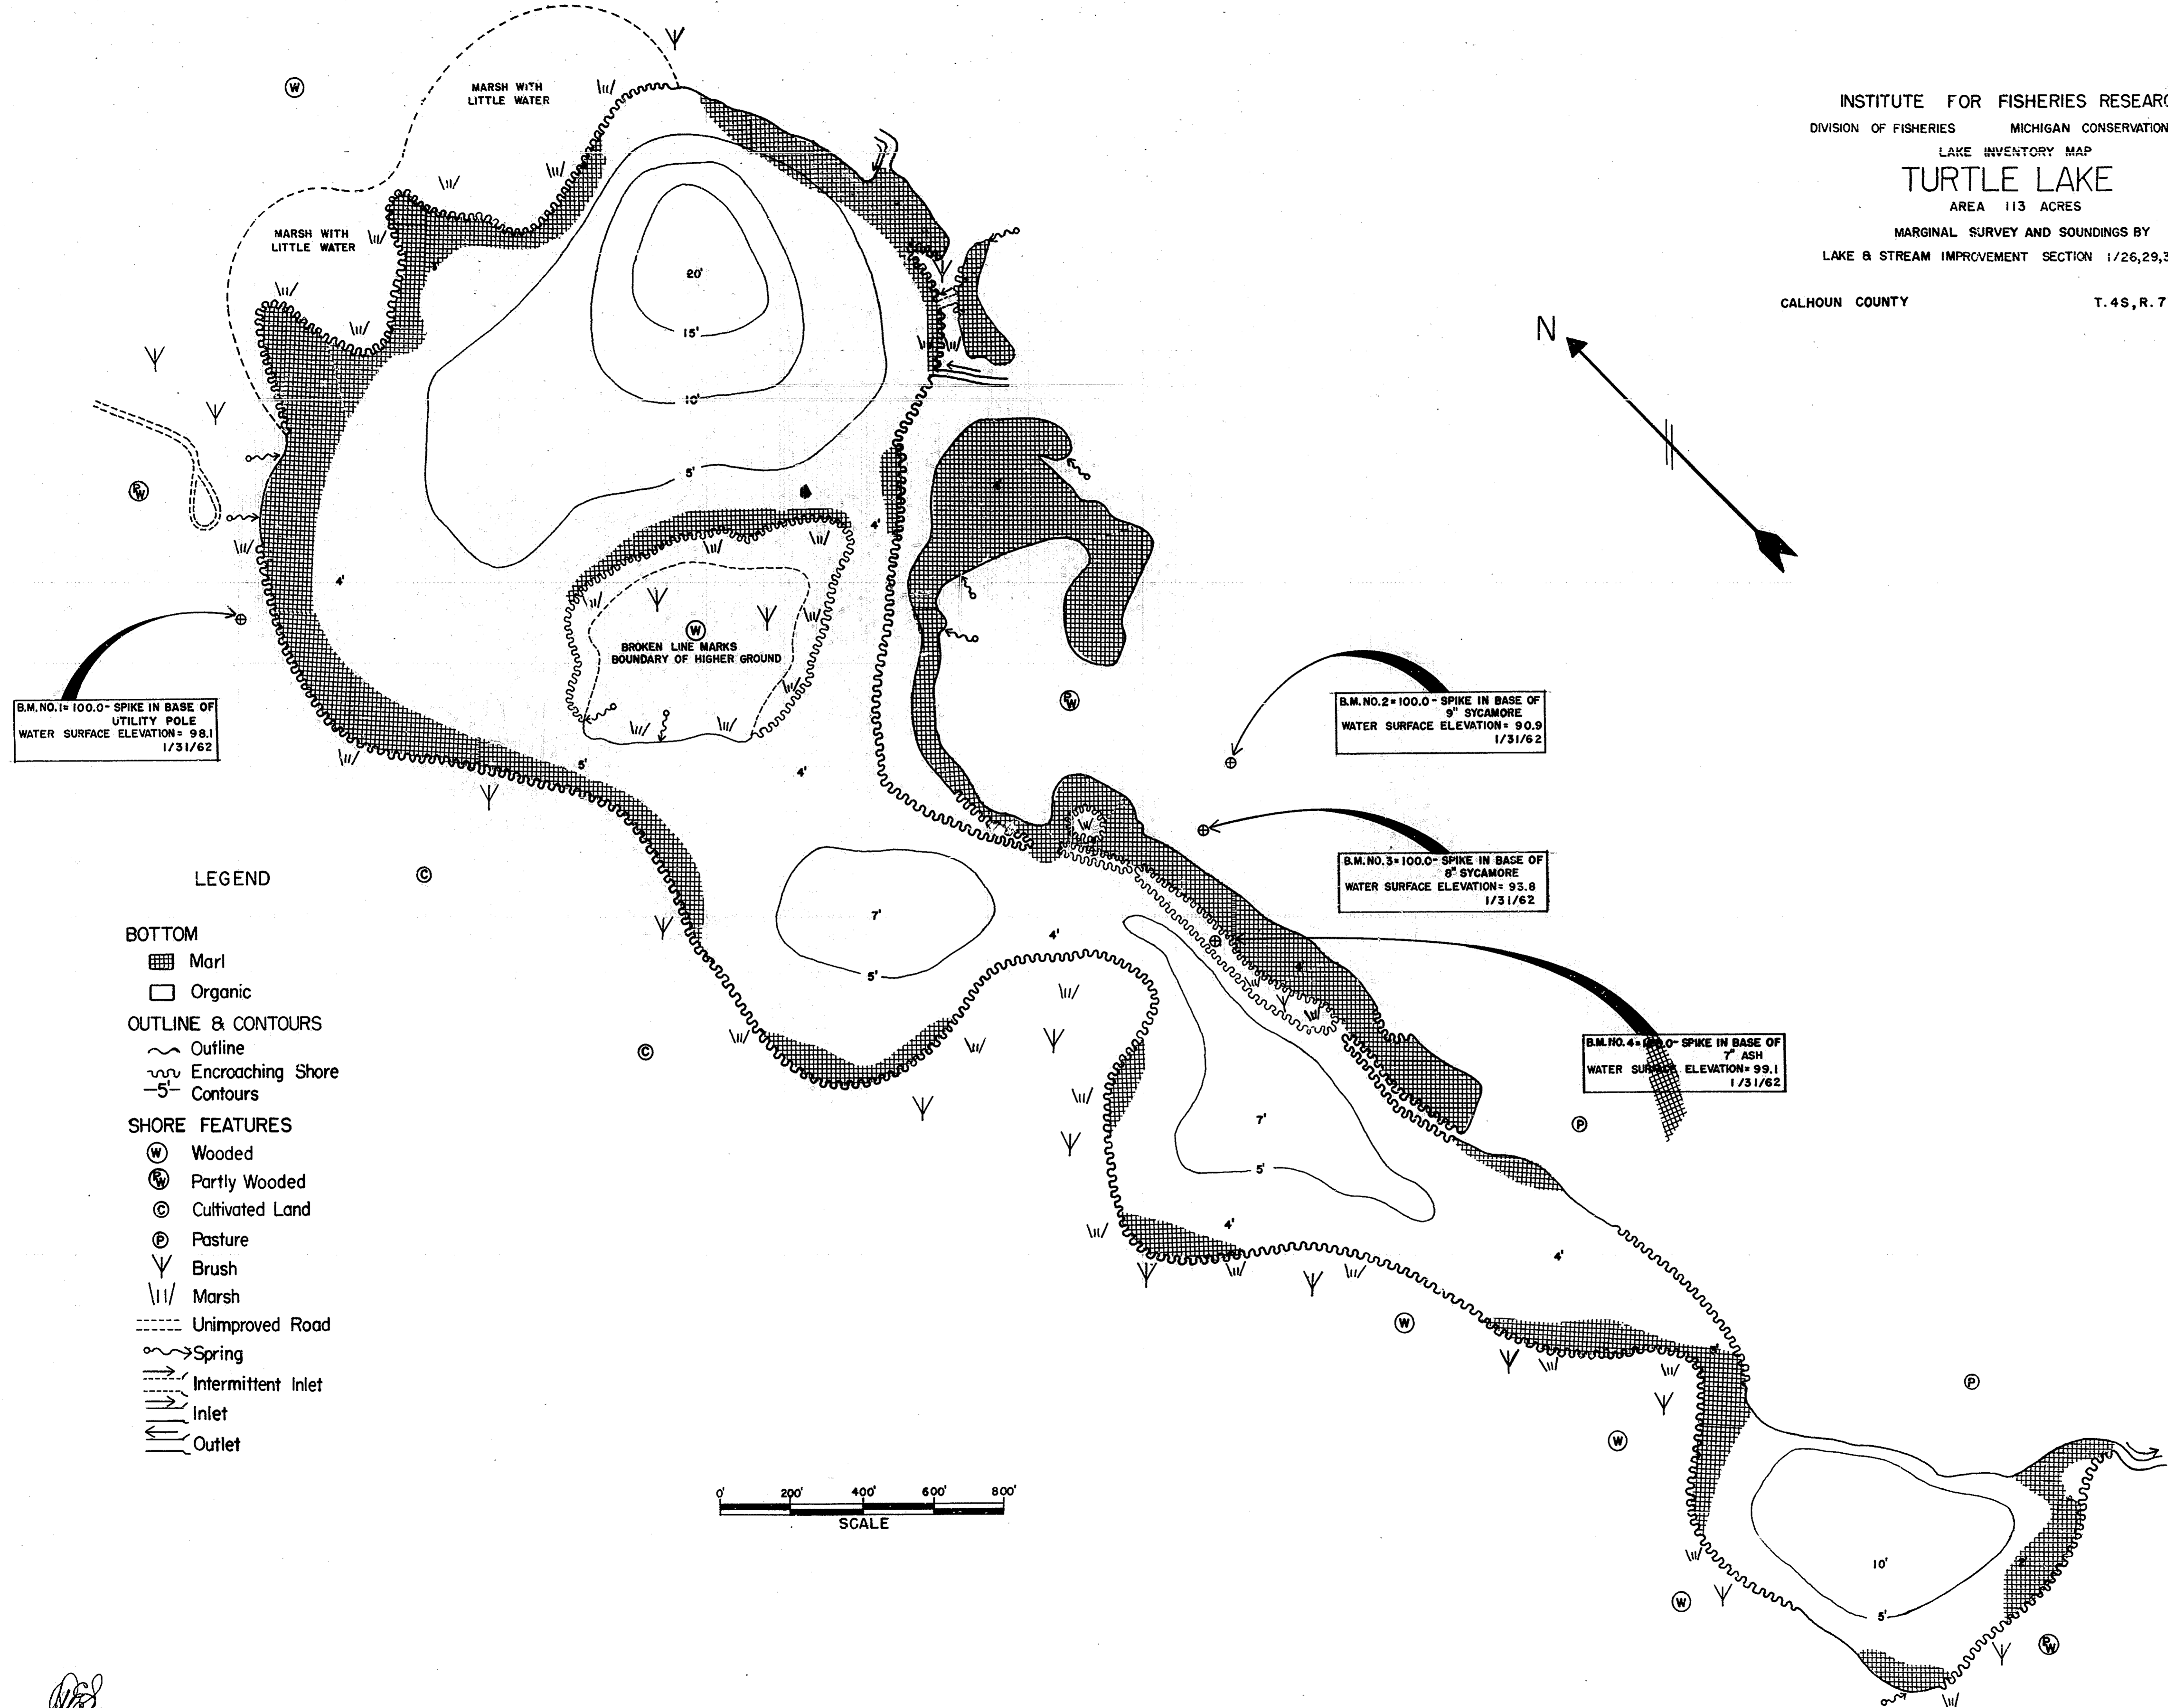 INSTITUTE FOR FISHERIES RESEARC
DIVISION OF FISHERIES MICHIGAN CONSERVATION
LAKE INVENTORY MAP
TURTLE LAKE
AREA 113 ACRES
MARGINAL SURVEY AND SOUNDINGS BY
LAKE & STREAM IMPROVEMENT SECTION 1/26,29,3
CALHOUN COUNTY T.4S,R.7
N
W
MARSH WITH
LITTLE WATER
MARSH WITH
LITTLE WATER
20'
15'
10'
5'
4'
4'
PW
W
BROKEN LINE MARKS
BOUNDARY OF HIGHER GROUND
B.M. NO.1=100.0- SPIKE IN BASE OF
UTILITY POLE
WATER SURFACE ELEVATION= 98.1
1/31/62
PW
B.M. NO.2=100.0- SPIKE IN BASE OF
9" SYCAMORE
WATER SURFACE ELEVATION= 90.9
1/31/62
5'
4'
B.M. NO.3=100.0- SPIKE IN BASE OF
8" SYCAMORE
WATER SURFACE ELEVATION= 93.8
1/31/62
C
7'
5'
4'
C
B.M. NO.4= SPIKE IN BASE OF
7" ASH
WATER ELEVATION= 99.1
1/31/62
P
7'
5'
4'
4'
W
P
W
10'
5'
W
PW
LEGEND
BOTTOM
Marl
Organic
OUTLINE & CONTOURS
Outline
Encroaching Shore
5' Contours
SHORE FEATURES
W Wooded
PW Partly Wooded
C Cultivated Land
P Pasture
Brush
Marsh
Unimproved Road
Spring
Intermittent Inlet
Inlet
Outlet
0' 200' 400' 600' 800'
SCALE